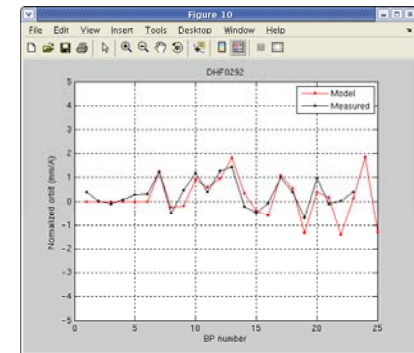 Figure 10
File Edit View Insert Tools Desktop Window Help
DHF0292
Model
Measured
Normalized orbit (mm/A)
5
4
3
2
1
0
-1
-2
-3
-4
-5
0 5 10 15 20 25
BP number